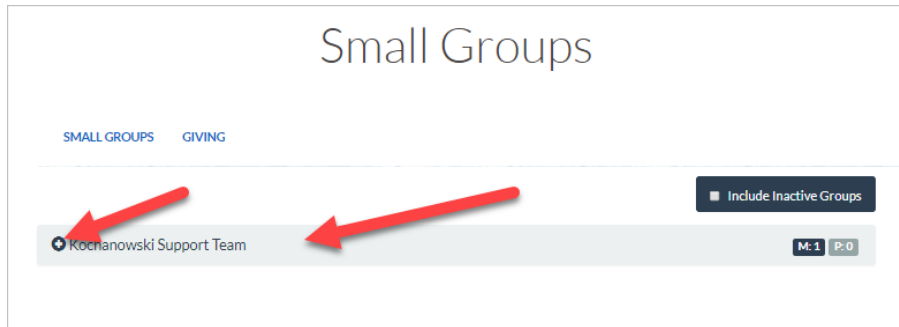 Small Groups
SMALL GROUPS GIVING
Include Inactive Groups
Kochanowski Support Team M: 1 P: 0